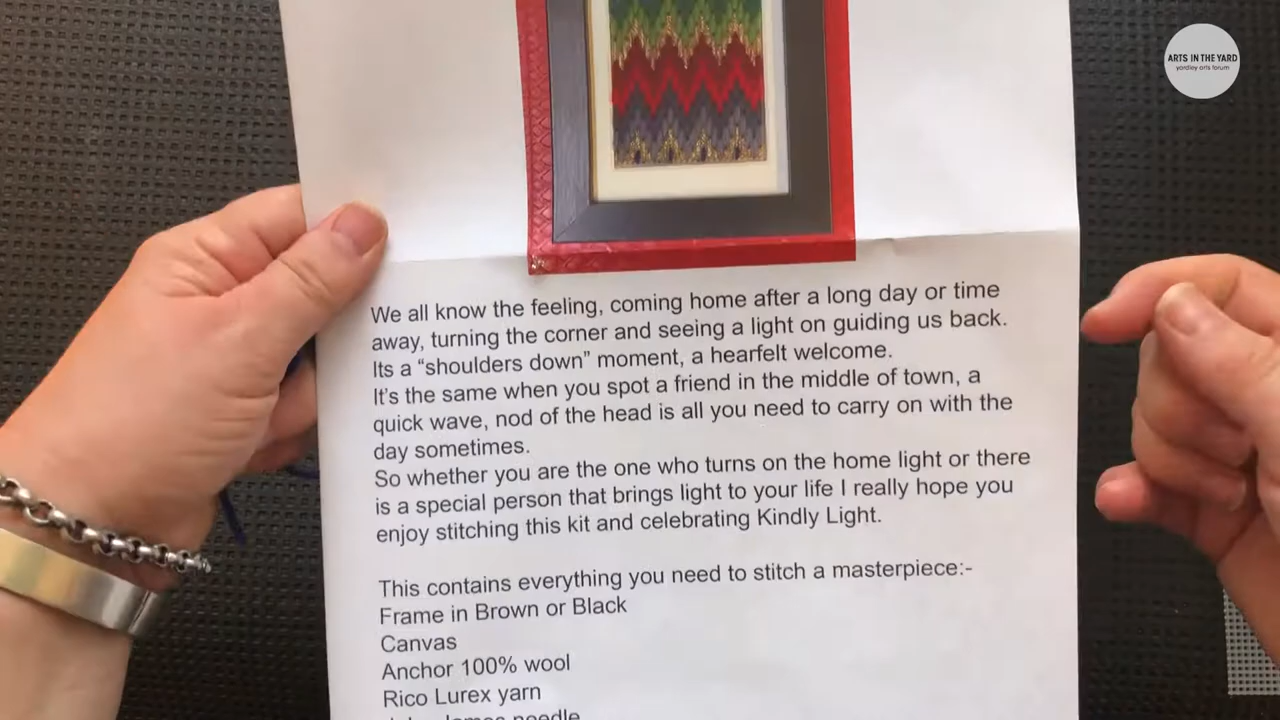 ARTS IN THE YARD
yardley arts forum
We all know the feeling, coming home after a long day or time
away, turning the corner and seeing a light on guiding us back.
Its a “shoulders down” moment, a hearfelt welcome.
It’s the same when you spot a friend in the middle of town, a
quick wave, nod of the head is all you need to carry on with the
day sometimes.
So whether you are the one who turns on the home light or there
is a special person that brings light to your life I really hope you
enjoy stitching this kit and celebrating Kindly Light.
This contains everything you need to stitch a masterpiece:-
Frame in Brown or Black
Canvas
Anchor 100% wool
Rico Lurex yarn
James needle